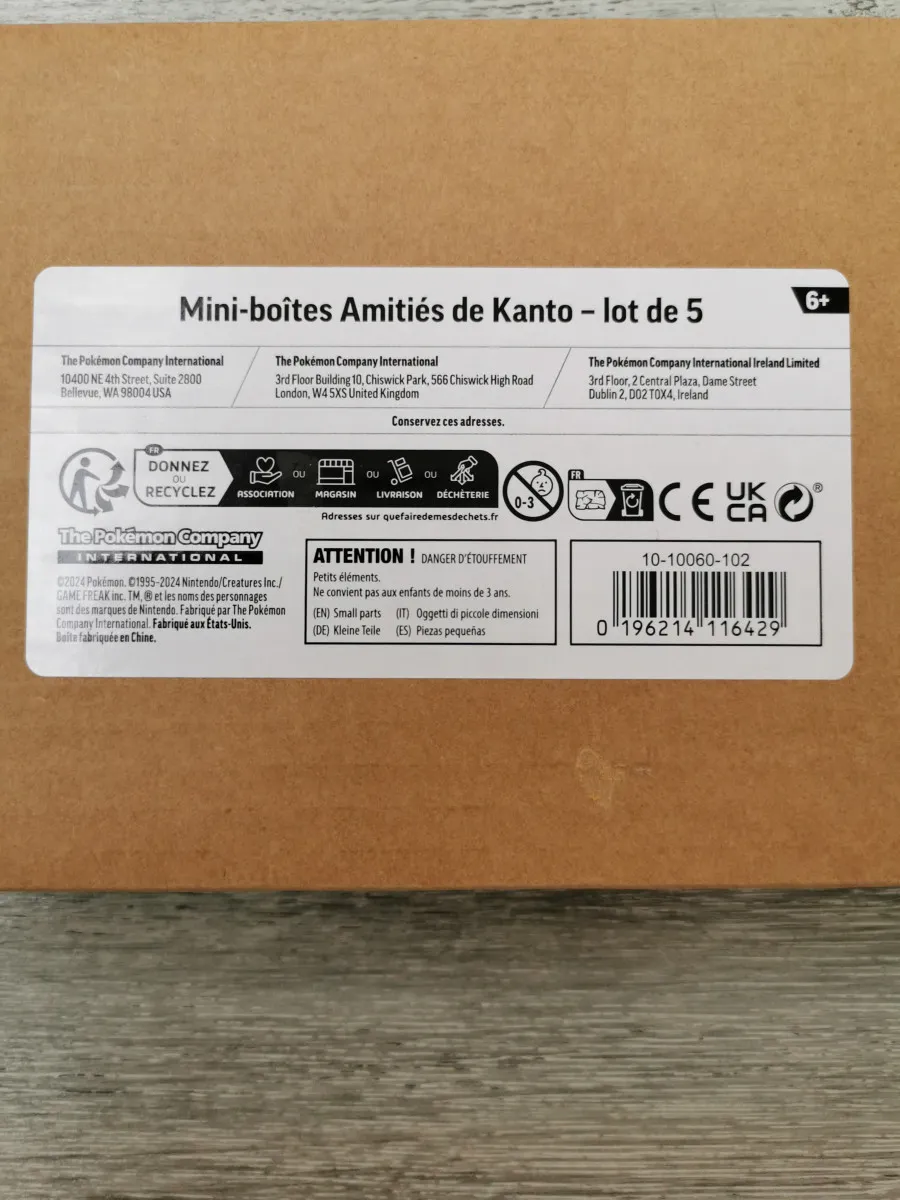 Mini-boîtes Amitiés de Kanto – lot de 5
6+
The Pokémon Company International
10400 NE 4th Street, Suite 2800
Bellevue, WA 98004 USA
The Pokémon Company International
3rd Floor Building 10, Chiswick Park, 566 Chiswick High Road
London, W4 5XS United Kingdom
The Pokémon Company International Ireland Limited
3rd Floor, 2 Central Plaza, Dame Street
Dublin 2, D02 T0X4, Ireland
Conservez ces adresses.
FR
DONNEZ
OU
RECYCLEZ
ASSOCIATION OU MAGASIN OU LIVRAISON OU DÉCHÈTERIE
Adresses sur quefairedemesdechets.fr
0-3
FR
CE
UK
CA
®
The Pokémon Company
INTERNATIONAL
©2024 Pokémon. ©1995-2024 Nintendo/Creatures Inc./
GAME FREAK inc. TM, ® et les noms des personnages
sont des marques de Nintendo. Fabriqué par The Pokémon
Company International. Fabriqué aux États-Unis.
Boîte fabriquée en Chine.
ATTENTION ! DANGER D'ÉTOUFFEMENT
Petits éléments.
Ne convient pas aux enfants de moins de 3 ans.
(EN) Small parts (IT) Oggetti di piccole dimensioni
(DE) Kleine Teile (ES) Piezas pequeñas
10-10060-102
0 196214 116429